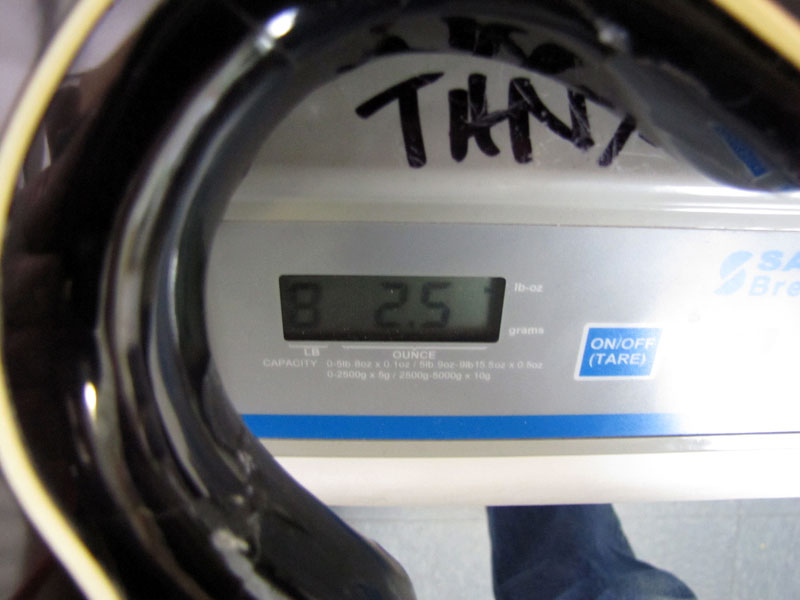 THNX
8 2.5
lb-oz
grams
LB OUNCE
CAPACITY : 0-5lb.8oz x 0.1oz / 5lb.9oz-9lb15.5oz x 0.5oz
0-2500g x 5g / 2500g-5000g x 10g
ON/OFF
(TARE)